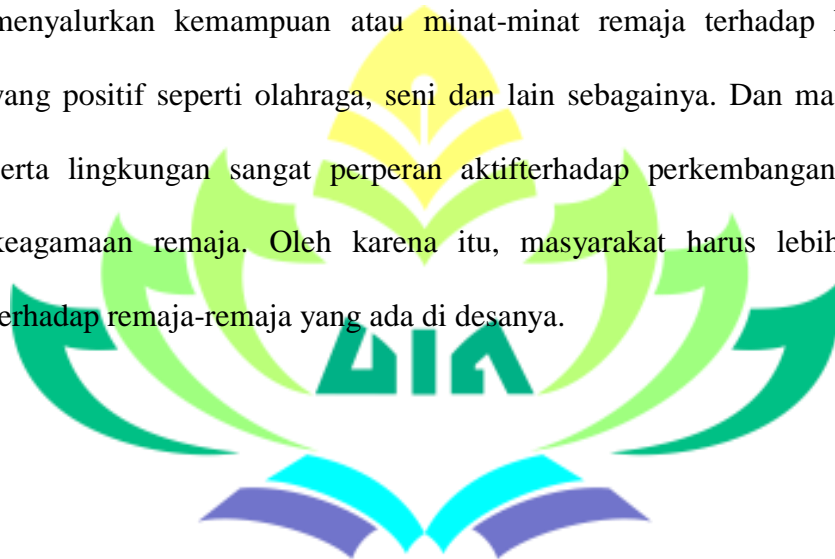 menyalurkan kemampuan atau minat-minat remaja terhadap
yang positif seperti olahraga, seni dan lain sebagainya. Dan
serta lingkungan sangat perperan aktifterhadap perkembangan
keagamaan remaja. Oleh karena itu, masyarakat harus lebih
terhadap remaja-remaja yang ada di desanya.
UIN